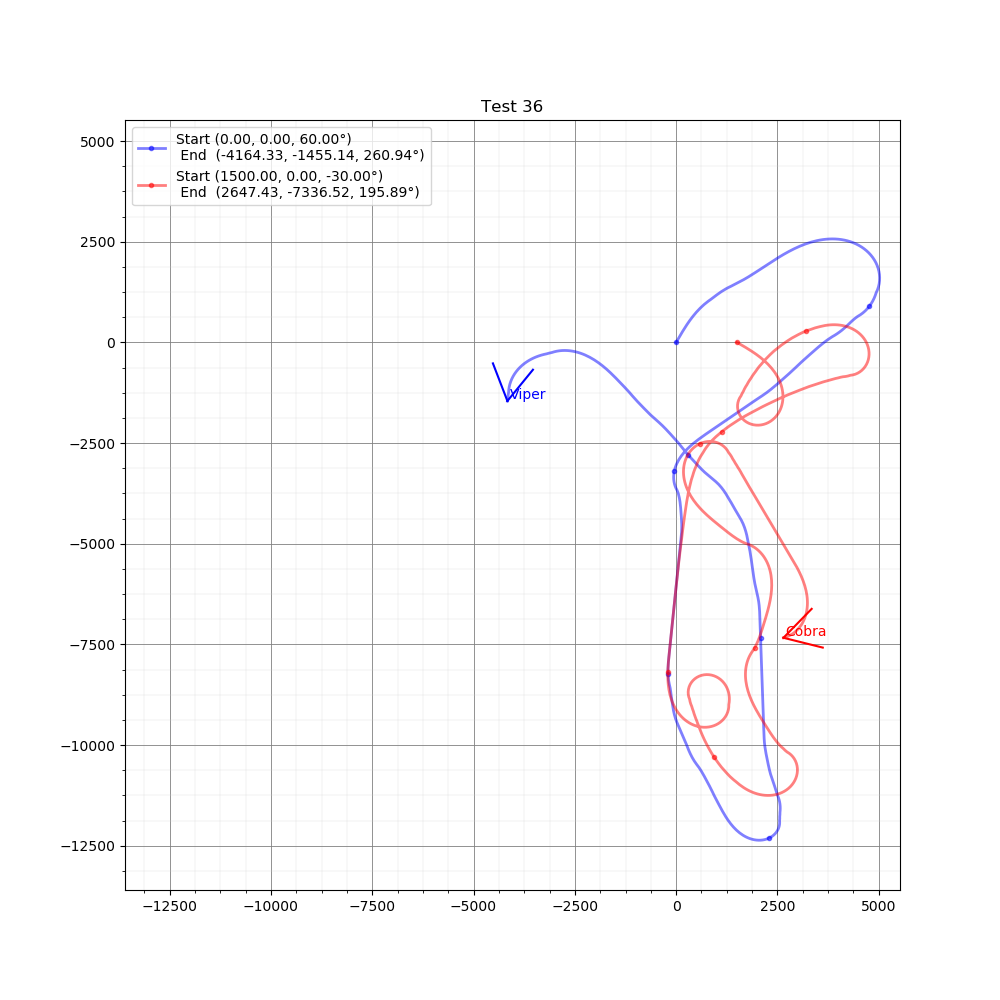 Test 36
Start (0.00, 0.00, 60.00°)
End (-4164.33, -1455.14, 260.94°)
Start (1500.00, 0.00, -30.00°)
End (2647.43, -7336.52, 195.89°)
5000
2500
0
−2500
−5000
−7500
−10000
−12500
Viper
Cobra
−12500 −10000 −7500 −5000 −2500 0 2500 5000